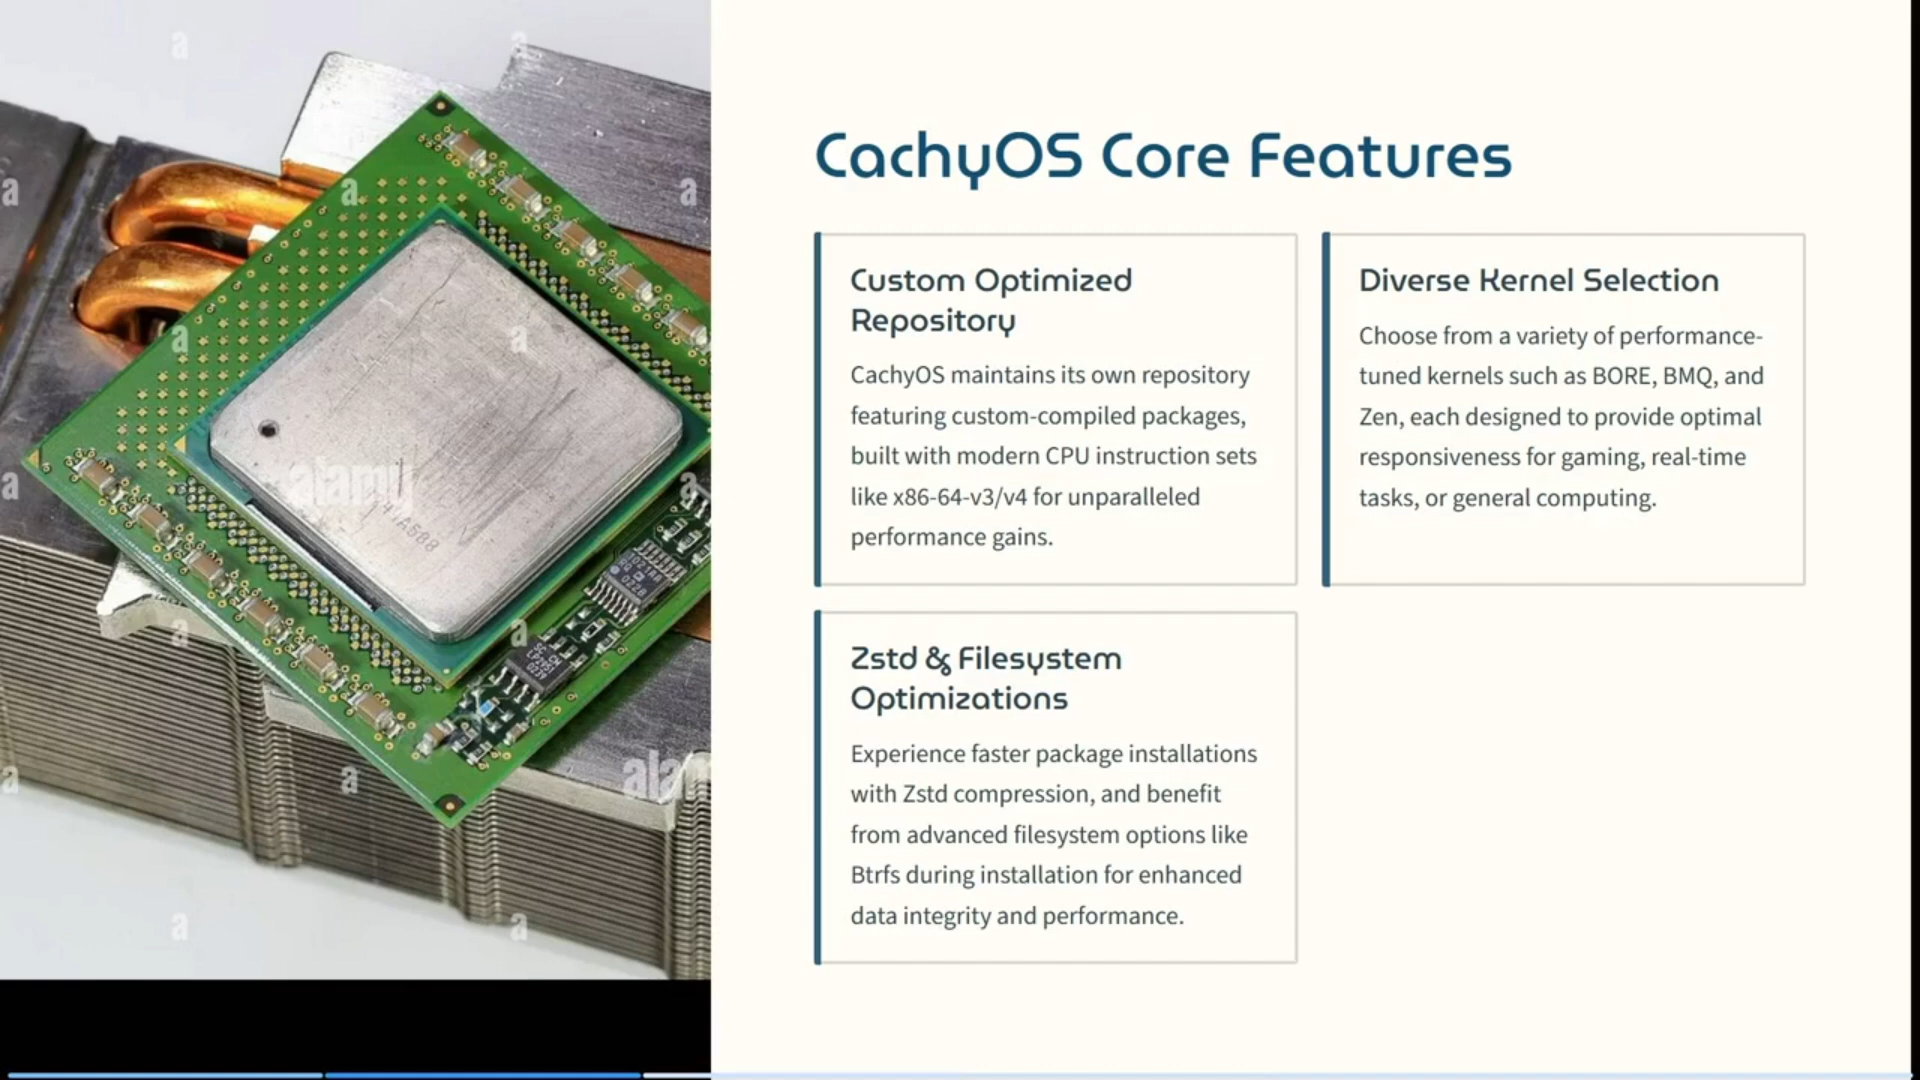 CachyOS Core Features
Custom Optimized
Repository
CachyOS maintains its own repository
featuring custom-compiled packages,
built with modern CPU instruction sets
like x86-64-v3/v4 for unparalleled
performance gains.
Diverse Kernel Selection
Choose from a variety of performance-
tuned kernels such as BORE, BMQ, and
Zen, each designed to provide optimal
responsiveness for gaming, real-time
tasks, or general computing.
Zstd & Filesystem
Optimizations
Experience faster package installations
with Zstd compression, and benefit
from advanced filesystem options like
Btrfs during installation for enhanced
data integrity and performance.
alamy